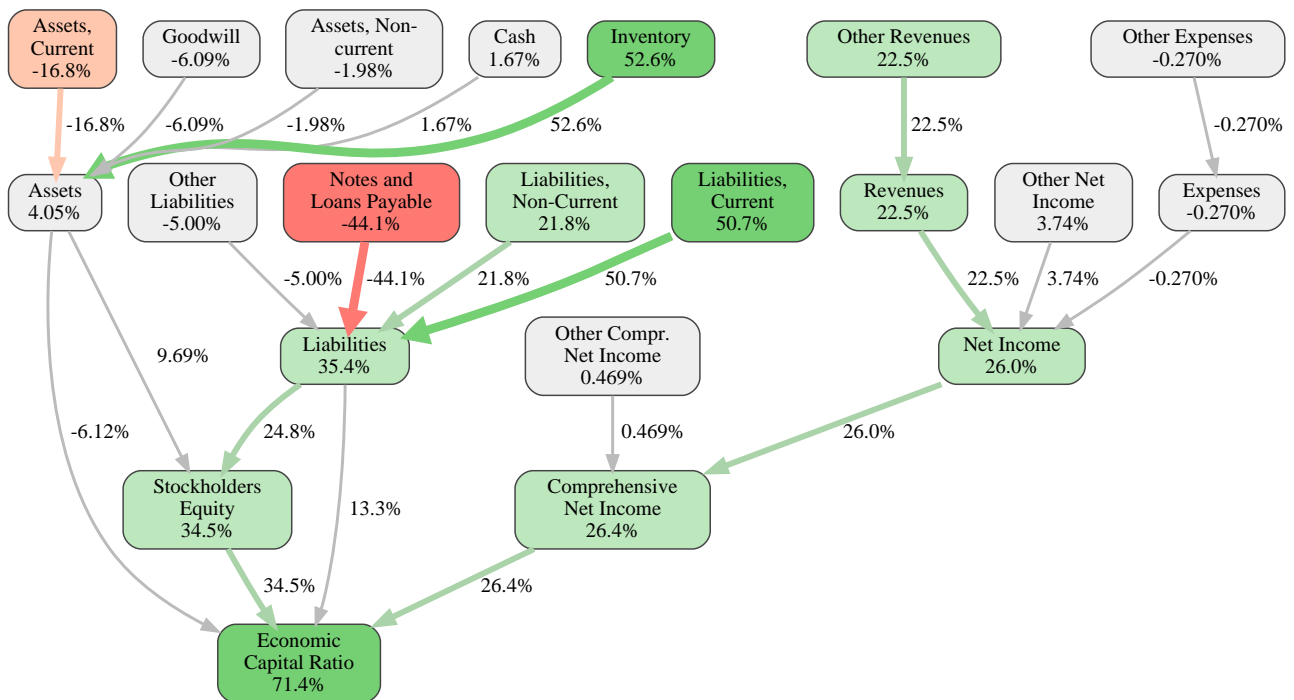 Assets,
Current
-16.8%
Goodwill
-6.09%
Assets, Non-
current
-1.98%
Cash
1.67%
Inventory
52.6%
Other Revenues
22.5%
Other Expenses
-0.270%
-16.8%
-6.09%
-1.98%
1.67%
52.6%
22.5%
-0.270%
Assets
4.05%
Other
Liabilities
-5.00%
Notes and
Loans Payable
-44.1%
Liabilities,
Non-Current
21.8%
Liabilities,
Current
50.7%
Revenues
22.5%
Other Net
Income
3.74%
Expenses
-0.270%
-5.00%
-44.1%
21.8%
50.7%
22.5%
3.74%
-0.270%
9.69%
Liabilities
35.4%
Other Compr.
Net Income
0.469%
Net Income
26.0%
-6.12%
24.8%
0.469%
26.0%
Stockholders
Equity
34.5%
13.3%
Comprehensive
Net Income
26.4%
34.5%
26.4%
Economic
Capital Ratio
71.4%